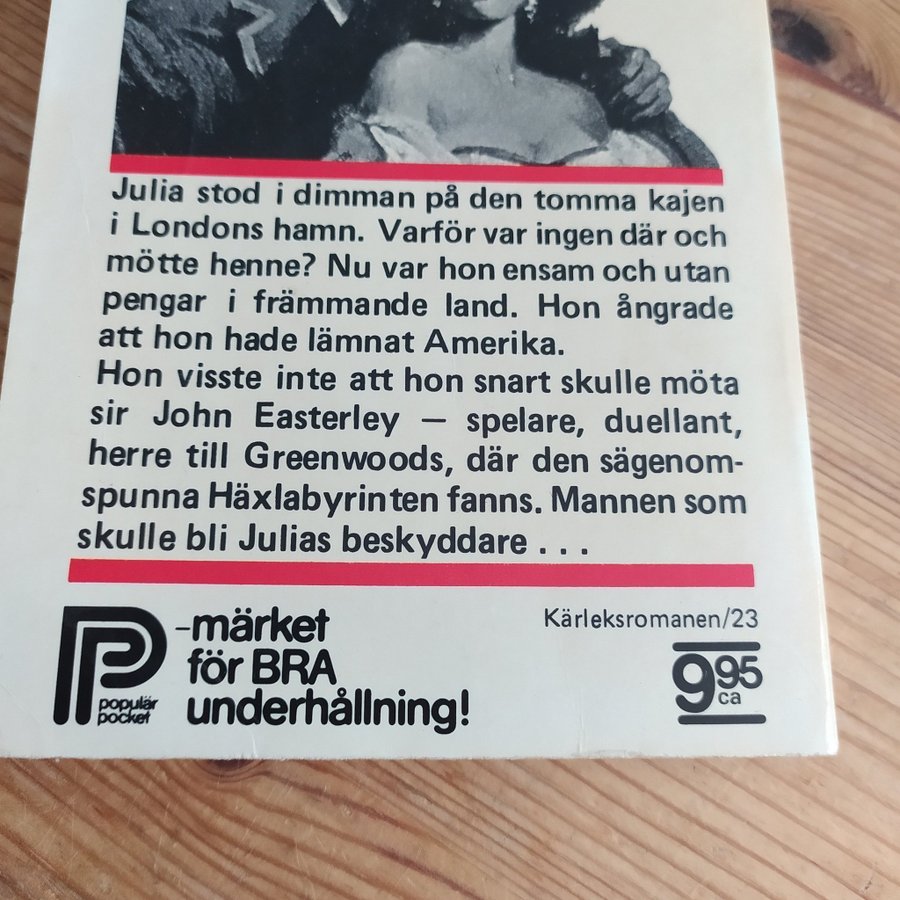 Julia stod i dimman på den tomma kajen
i Londons hamn. Varför var ingen där och
mötte henne? Nu var hon ensam och utan
pengar i främmande land. Hon ångrade
att hon hade lämnat Amerika.
Hon visste inte att hon snart skulle möta
sir John Easterley — spelare, duellant,
herre till Greenwoods, där den sägenom-
spunna Häxlabyrinten fanns. Mannen som
skulle bli Julias beskyddare . . .
P
populär
pocket
-märket
för BRA
underhållning!
Kärleksromanen/23
9 95
ca